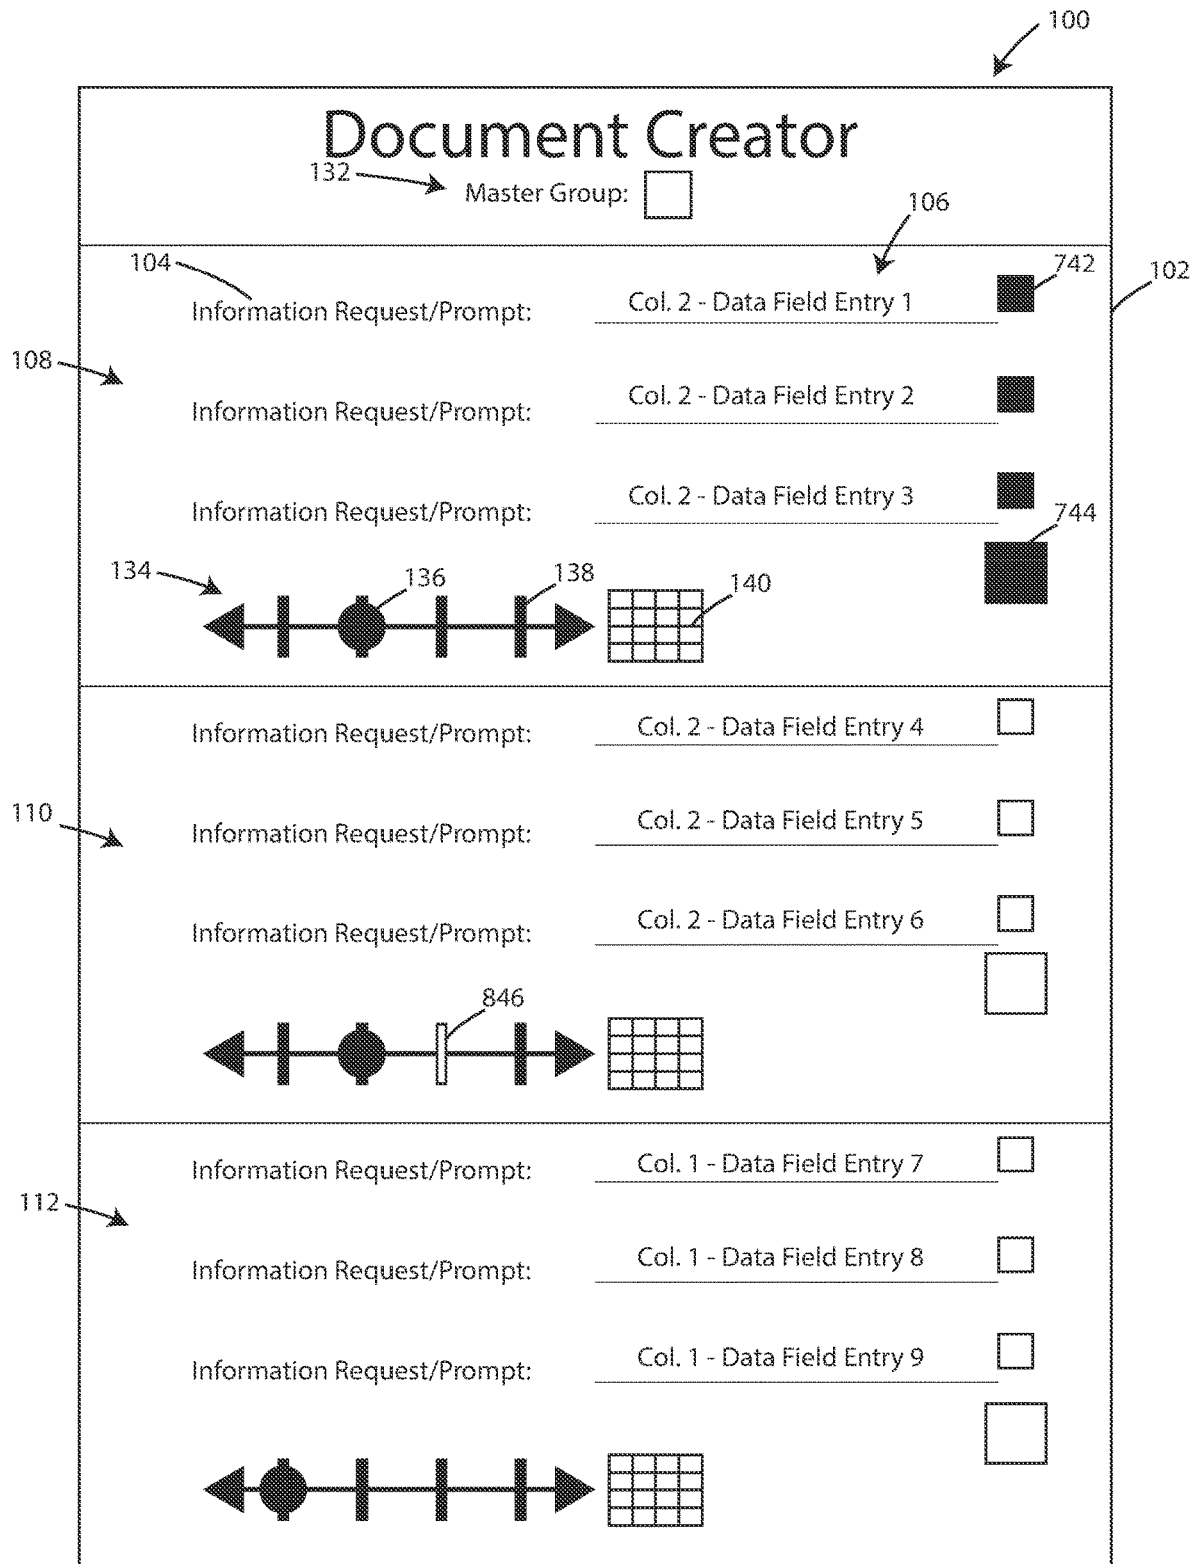 100
Document Creator
132
Master Group:
106
104
742
102
Information Request/Prompt: Col. 2 - Data Field Entry 1
108
Information Request/Prompt: Col. 2 - Data Field Entry 2
Information Request/Prompt: Col. 2 - Data Field Entry 3
744
134
136
138
140
Information Request/Prompt: Col. 2 - Data Field Entry 4
110
Information Request/Prompt: Col. 2 - Data Field Entry 5
Information Request/Prompt: Col. 2 - Data Field Entry 6
846
Information Request/Prompt: Col. 1 - Data Field Entry 7
112
Information Request/Prompt: Col. 1 - Data Field Entry 8
Information Request/Prompt: Col. 1 - Data Field Entry 9